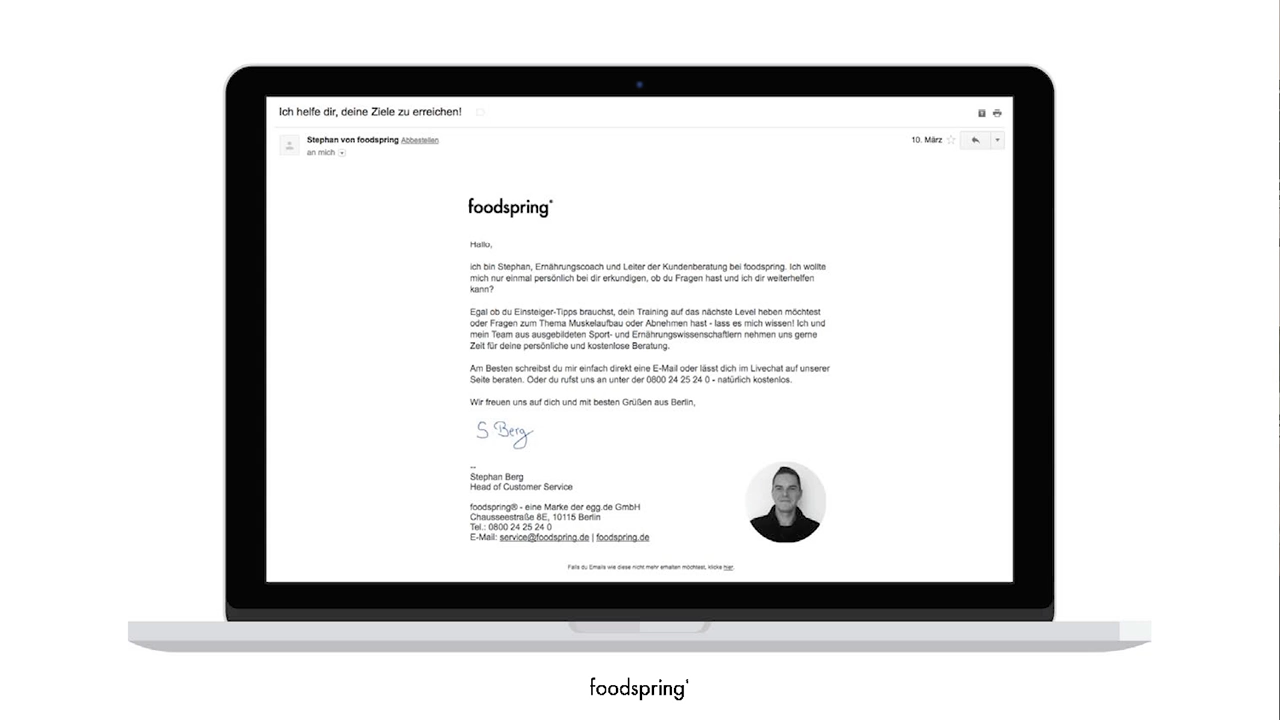 Ich helfe dir, deine Ziele zu erreichen!
Stephan von foodspring Abbestellen
10. März
an mich
foodspring®
Hallo,
ich bin Stephan, Ernährungscoach und Leiter der Kundenberatung bei foodspring. Ich wollte
mich nur einmal persönlich bei dir erkundigen, ob du Fragen hast und ich dir weiterhelfen
kann?
Egal ob du Einsteiger-Tipps brauchst, dein Training auf das nächste Level heben möchtest
oder Fragen zum Thema Muskelaufbau oder Abnehmen hast - lass es mich wissen! Ich und
mein Team aus ausgebildeten Sport- und Ernährungswissenschaftlern nehmen uns gerne
Zeit für deine persönliche und kostenlose Beratung.
Am Besten schreibst du mir einfach direkt eine E-Mail oder lässt dich im Livechat auf unserer
Seite beraten. Oder du rufst uns an unter der 0800 24 25 24 0 - natürlich kostenlos.
Wir freuen uns auf dich und mit besten Grüßen aus Berlin,
S Berg
--
Stephan Berg
Head of Customer Service
foodspring® - eine Marke der egg.de GmbH
Chausseestraße 8E, 10115 Berlin
Tel.: 0800 24 25 24 0
E-Mail: service@foodspring.de | foodspring.de
Falls du Emails wie diese nicht mehr erhalten möchtest, klicke hier.
foodspring®